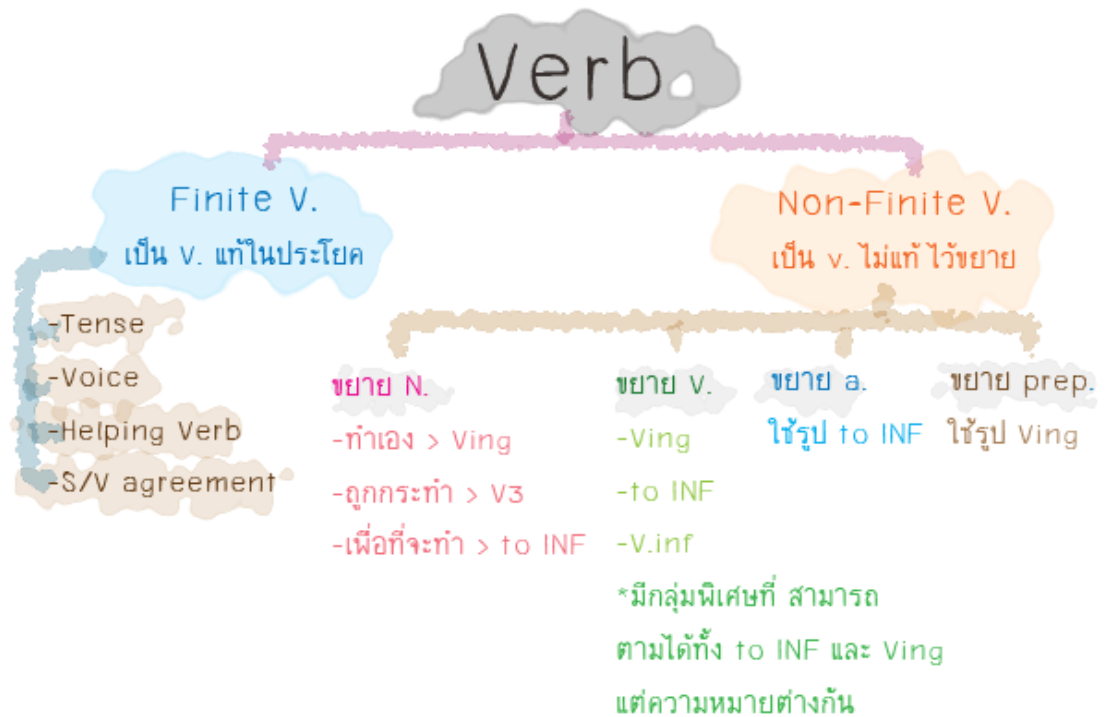 Verb
Finite V.
เป็น V. แท้ในประโยค
-Tense
-Voice
-Helping Verb
-S/V agreement
Non-Finite V.
เป็น v. ไม่แท้ ไว้ขยาย
ขยาย N.
-ทำเอง > Ving
-ถูกกระทำ > V3
-เพื่อที่จะทำ > to INF
ขยาย V.
-Ving
-to INF
-V.inf
*มีกลุ่มพิเศษที่ สามารถ
ตามได้ทั้ง to INF และ Ving
แต่ความหมายต่างกัน
ขยาย a.
ใช้รูป to INF
ขยาย prep.
ใช้รูป Ving